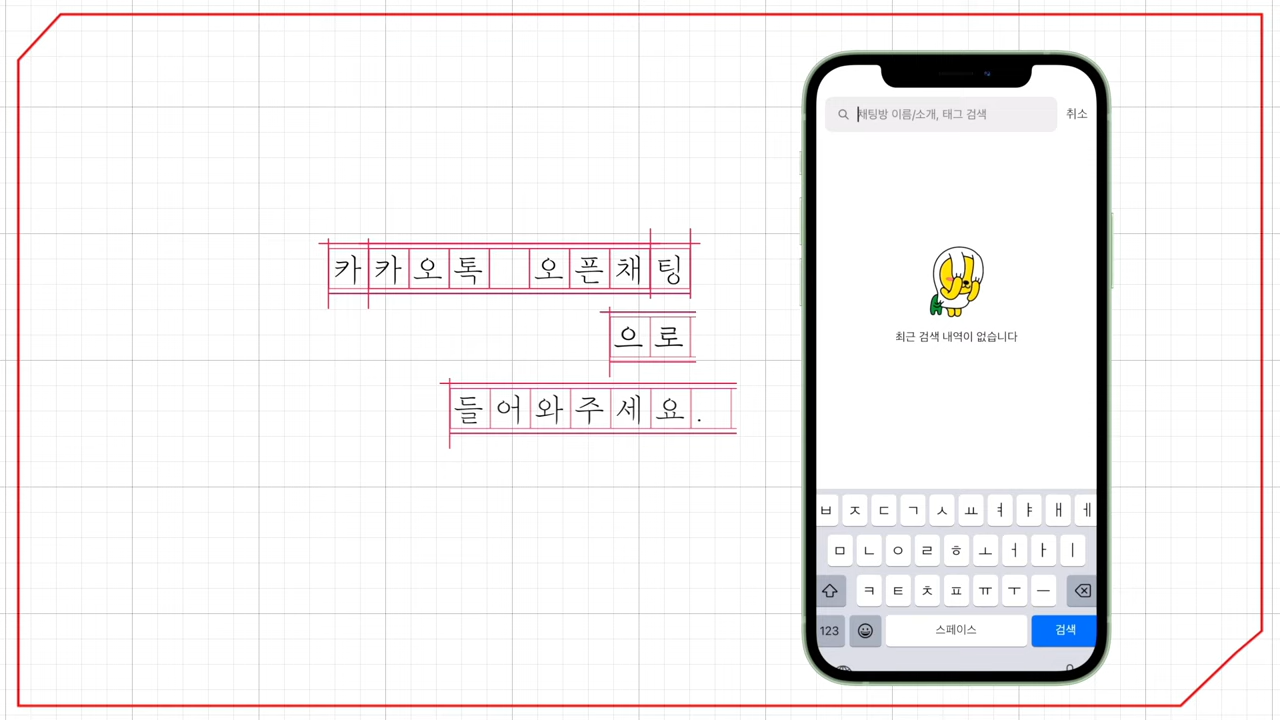 카카오톡 오픈채팅
으로
들어와주세요.
채팅방 이름/소개, 태그 검색
취소
최근 검색 내역이 없습니다
ㅂ ㅈ ㄷ ㄱ ㅅ ㅛ ㅕ ㅑ ㅐ ㅔ
ㅁ ㄴ ㅇ ㄹ ㅎ ㅗ ㅓ ㅏ ㅣ
ㅋ ㅌ ㅊ ㅍ ㅠ ㅜ ㅡ
123 스페이스 검색